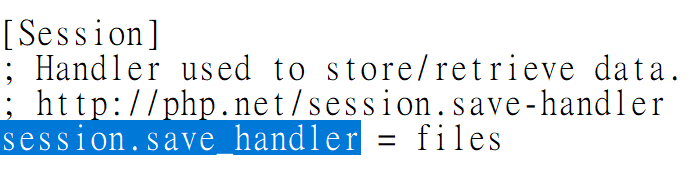 [Session]
; Handler used to store/retrieve data.
; http://php.net/session.save-handler
session.save_handler = files